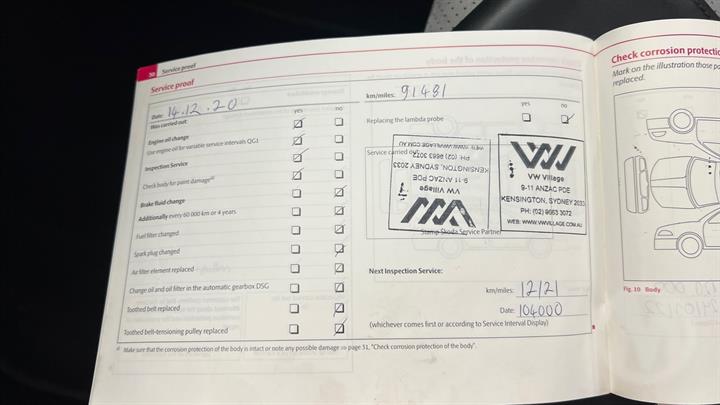 50 Service proof
Service proof
Date: 14.12.20
yes no
Was carried out:
Engine oil change
Use engine oil for variable service intervals QG1
Inspection Service
Check body for paint damage a)
Brake fluid change
Additionally every 60 000 km or 4 years
Fuel filter changed
Spark plug changed
Air filter element replaced
Change oil and oil filter in the automatic gearbox DSG
Toothed belt replaced
Toothed belt-tensioning pulley replaced
a) Make sure that the corrosion protection of the body is intact or note any possible damage ⇒ page 31, "Check corrosion protection of the body".
km/miles: 91481
yes no
Replacing the lambda probe
Service carried out:
VW Village
9-11 ANZAC PDE
KENSINGTON, SYDNEY 2033
PH: (02) 9663 3072
WEB: WWW.VWVILLAGE.COM.AU
VW Village
9-11 ANZAC PDE
KENSINGTON, SYDNEY 2033
PH: (02) 9663 3072
WEB: WWW.VWVILLAGE.COM.AU
Stamp Škoda Service Partner
Next Inspection Service:
km/miles: 12/21
Date: 104000
(whichever comes first or according to Service Interval Display)
Check corrosion protectio
Mark on the illustration those pa
replaced.
Fig. 10 Body